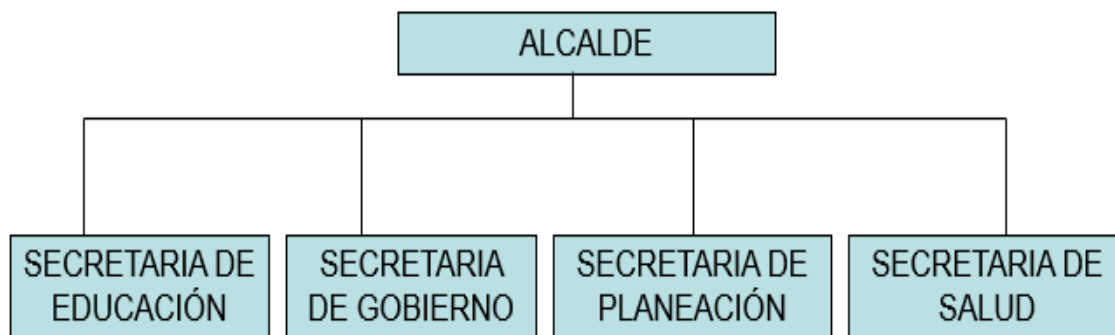 ALCALDE
SECRETARIA DE
EDUCACIÓN
SECRETARIA
DE GOBIERNO
SECRETARIA DE
PLANEACIÓN
SECRETARIA DE
SALUD